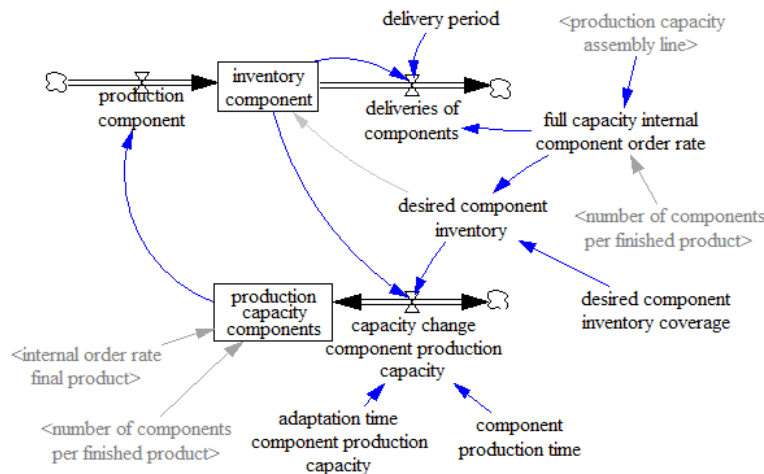 delivery period
<production capacity
assembly line>
inventory
component
production
component
deliveries of
components
full capacity internal
component order rate
desired component
inventory
<number of components
per finished product>
production
capacity
components
capacity change
component production
capacity
desired component
inventory coverage
<internal order rate
final product>
<number of components
per finished product>
adaptation time
component production
capacity
component
production time